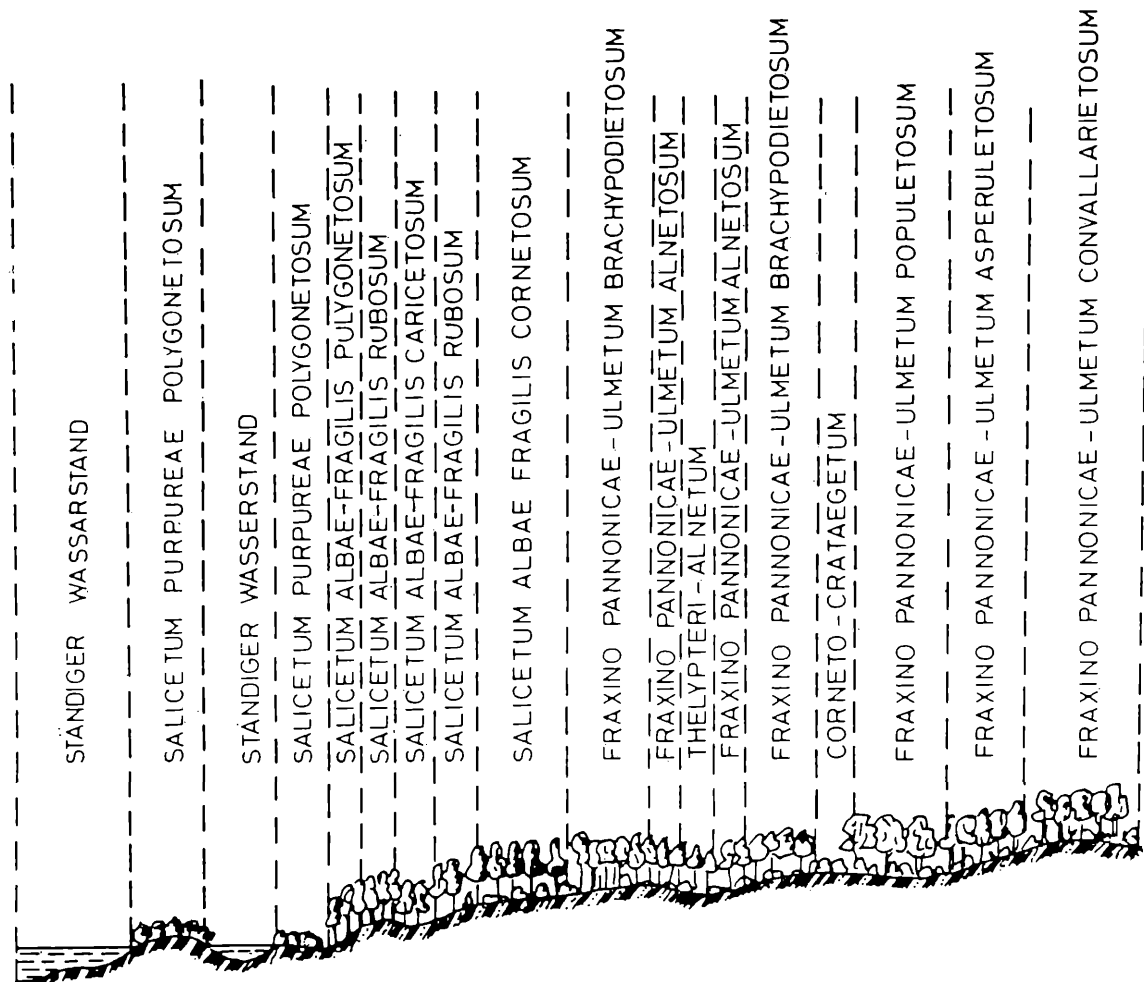 STÄNDIGER WASSARSTAND
SALICETUM PURPUREAE POLYGONETOSUM
STÄNDIGER WASSERSTAND
SALICETUM PURPUREAE POLYGONETOSUM
SALICETUM ALBAE-FRAGILIS PULYGONETOSUM
SALICETUM ALBAE-FRAGILIS RUBOSUM
SALICETUM ALBAE-FRAGILIS CARICETOSUM
SALICETUM ALBAE-FRAGILIS RUBOSUM
SALICETUM ALBAE FRAGILIS CORNETOSUM
FRAXINO PANNONICAE-ULMETUM BRACHYPODIETOSUM
FRAXINO PANNONICAE-ULMETUM ALNETOSUM
THELYPTERI-ALNETUM
FRAXINO PANNONICAE-ULMETUM ALNETOSUM
FRAXINO PANNONICAE-ULMETUM BRACHYPODIETOSUM
CORNETO-CRATAEGETUM
FRAXINO PANNONICAE-ULMETUM POPULETOSUM
FRAXINO PANNONICAE-ULMETUM ASPERULETOSUM
FRAXINO PANNONICAE-ULMETUM CONVALLARIETOSUM